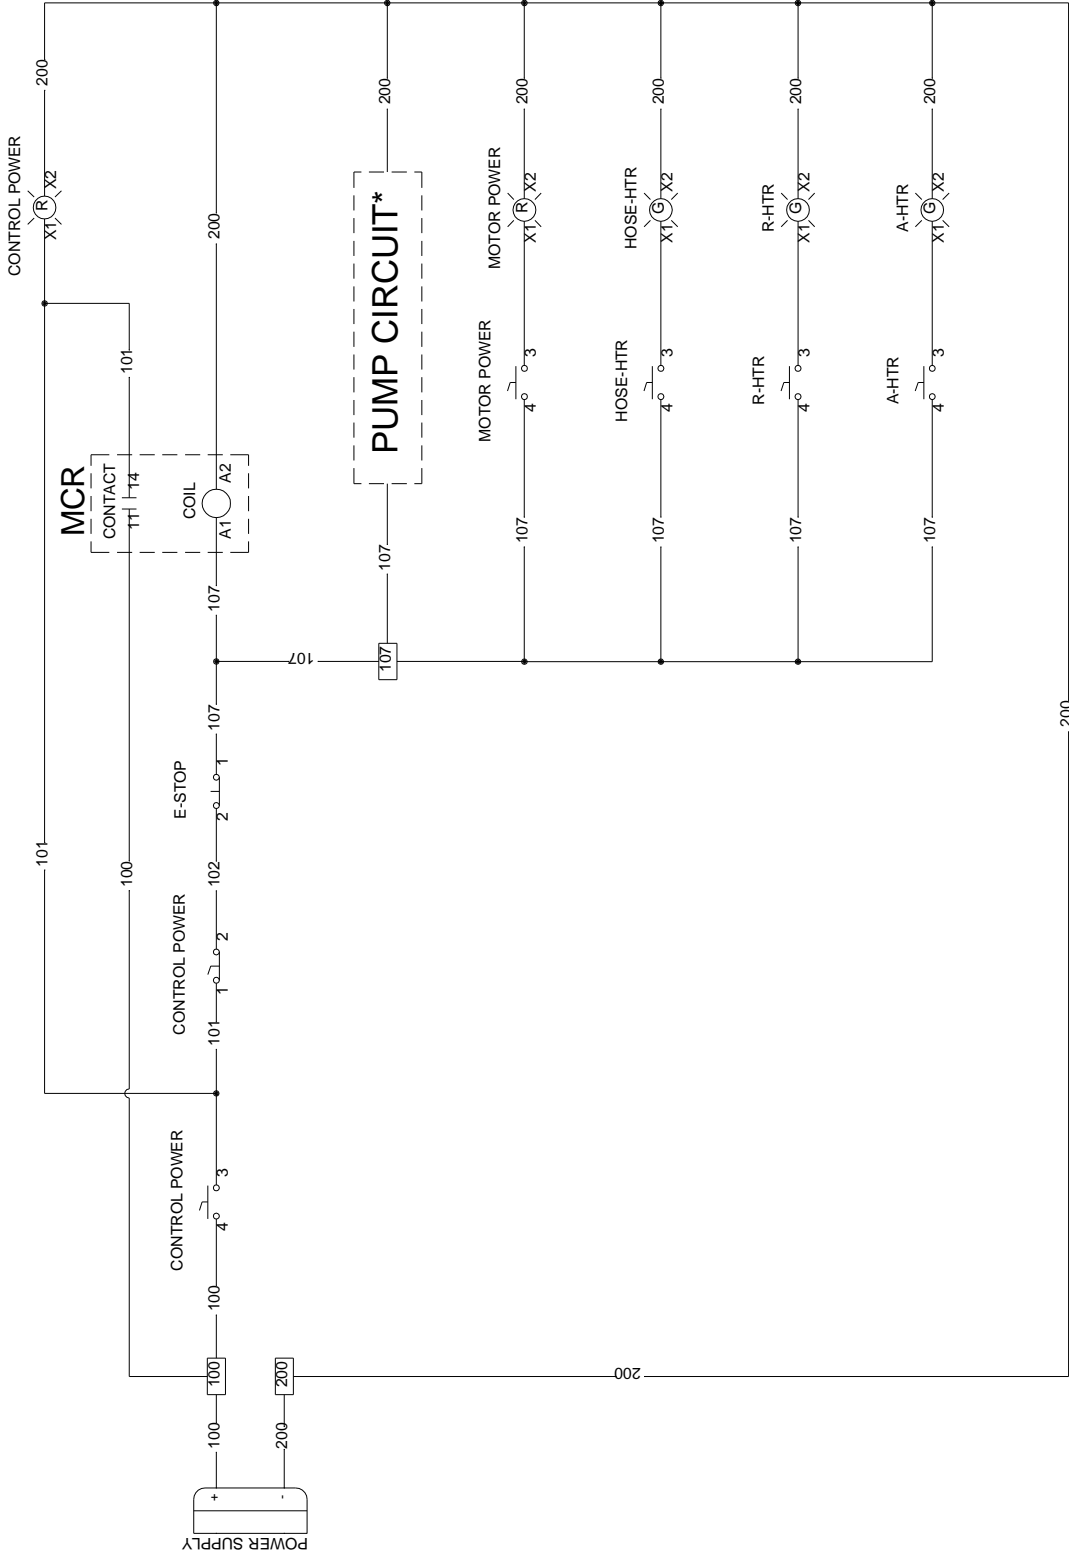 CONTROL POWER
101
X1 R X2
200
MCR
CONTACT
100
11 14
101
CONTROL POWER
CONTROL POWER
E-STOP
COIL
POWER SUPPLY
+
100
100
100
4 3
101
1 2
102
2 1
107
107
A1 A2
200
-
200
200
107
107
107
PUMP CIRCUIT*
200
MOTOR POWER
MOTOR POWER
107
4 3
X1 R X2
200
HOSE-HTR
HOSE-HTR
200
107
4 3
X1 G X2
200
R-HTR
R-HTR
107
4 3
X1 G X2
200
A-HTR
A-HTR
107
4 3
X1 G X2
200
200